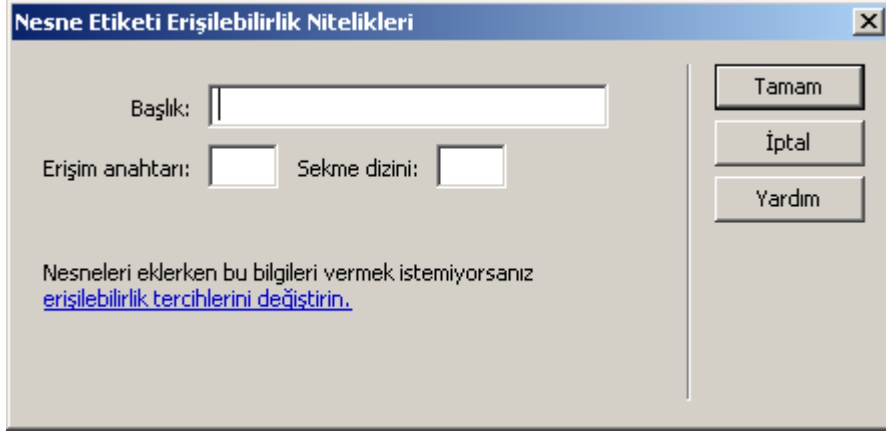 Nesne Etiketi Erişilebilirlik Nitelikleri
Başlık:
Tamam
İptal
Erişim anahtarı:
Sekme dizini:
Yardım
Nesneleri eklerken bu bilgileri vermek istemiyorsanız
erişilebilirlik tercihlerini değiştirin.